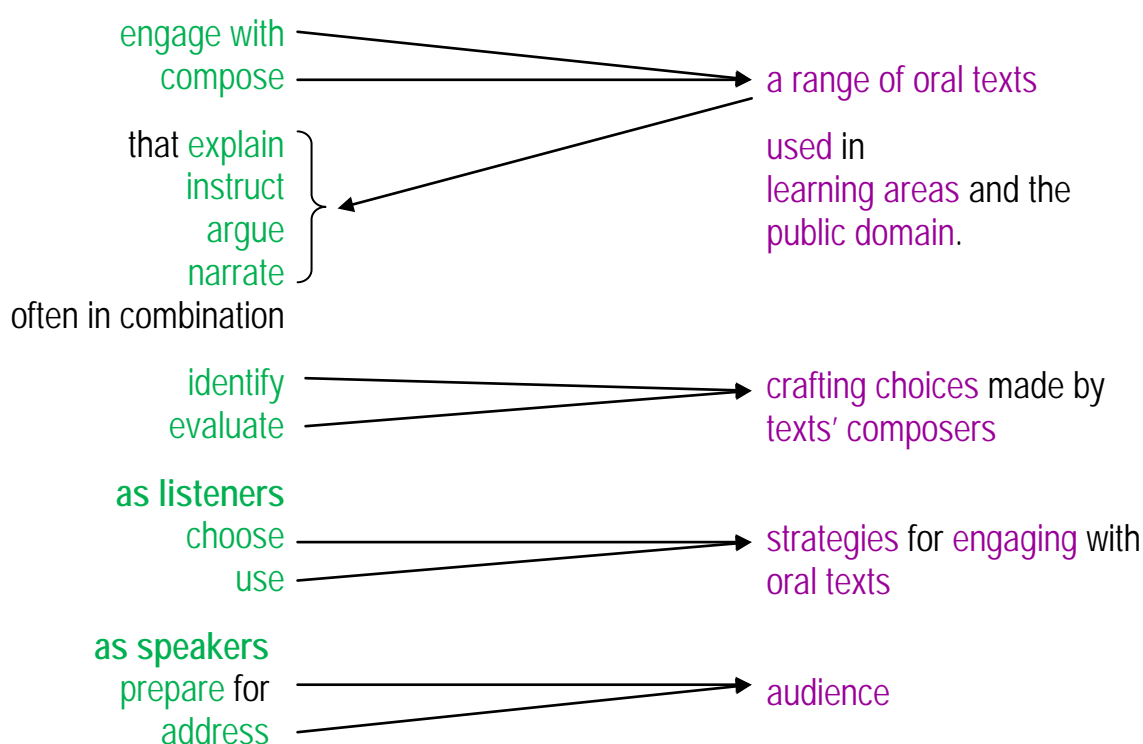 engage with
compose
a range of oral texts
that explain
instruct
argue
narrate
often in combination
used in
learning areas and the
public domain.
identify
evaluate
crafting choices made by
texts' composers
as listeners
choose
use
strategies for engaging with
oral texts
as speakers
prepare for
address
audience